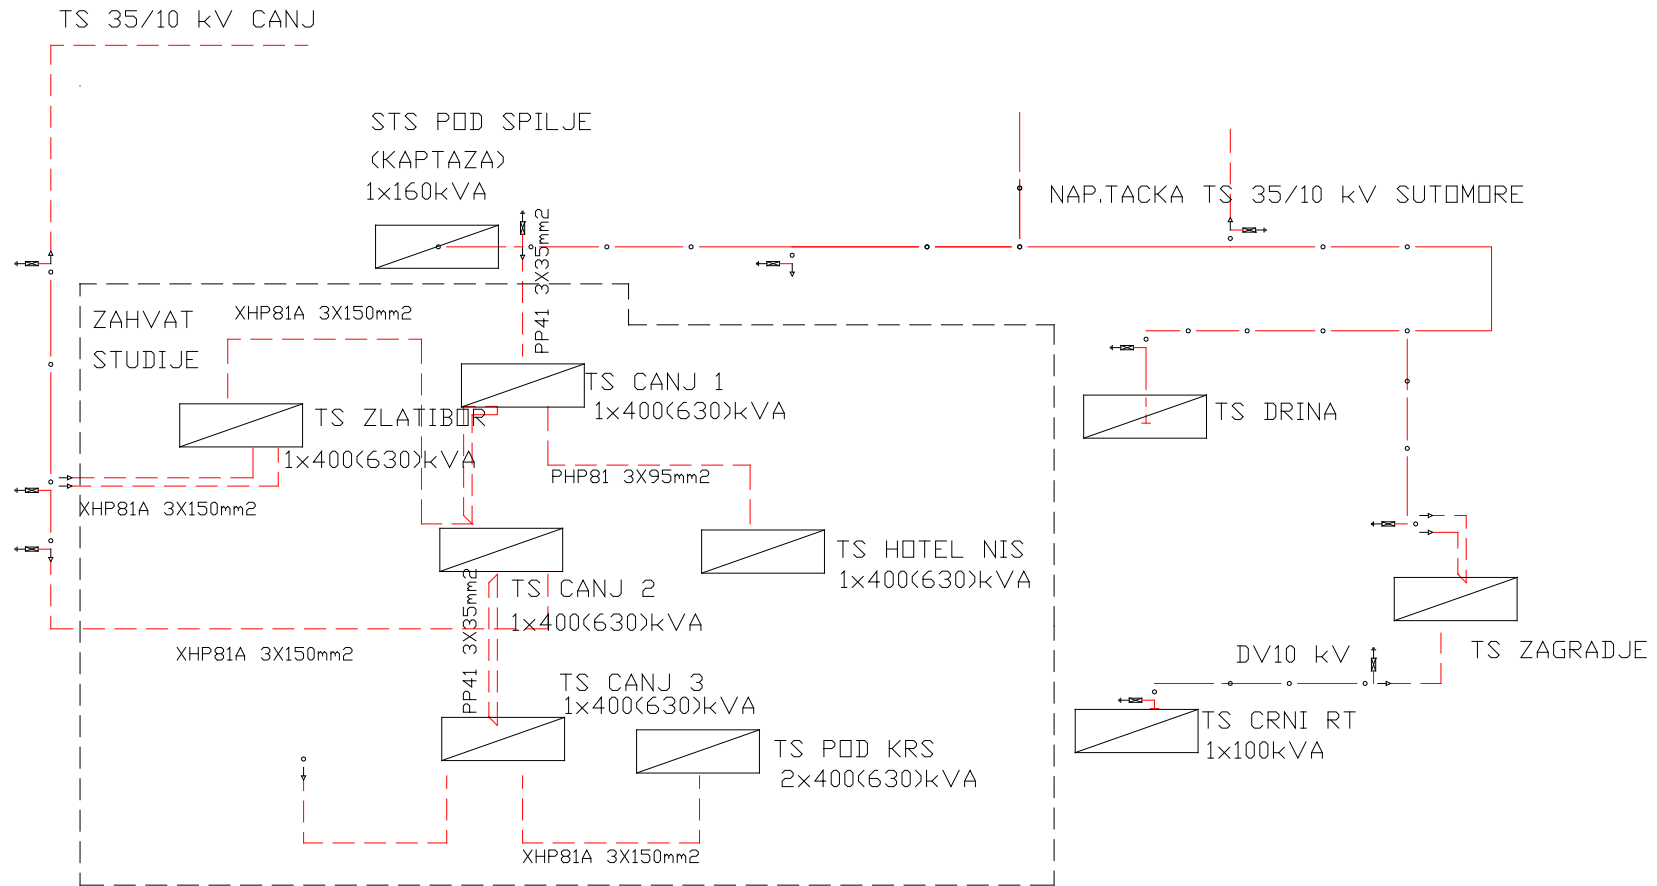 TS 35/10 kV CANJ
STS POD SPILJE
(KAPTAZA)
1x160kVA
NAP.TACKA TS 35/10 kV SUTOMORE
PP41 3X35mm2
ZAHVAT
STUDIJE
XHP81A 3X150mm2
TS CANJ 1
1x400(630)kVA
TS ZLATIBOR
1x400(630)kVA
TS DRINA
PHP81 3X95mm2
XHP81A 3X150mm2
TS HOTEL NIS
1x400(630)kVA
TS CANJ 2
1x400(630)kVA
PP41 3X35mm2
XHP81A 3X150mm2
DV10 kV
TS ZAGRADJE
TS CANJ 3
1x400(630)kVA
TS CRNI RT
1x100kVA
TS POD KRS
2x400(630)kVA
XHP81A 3X150mm2